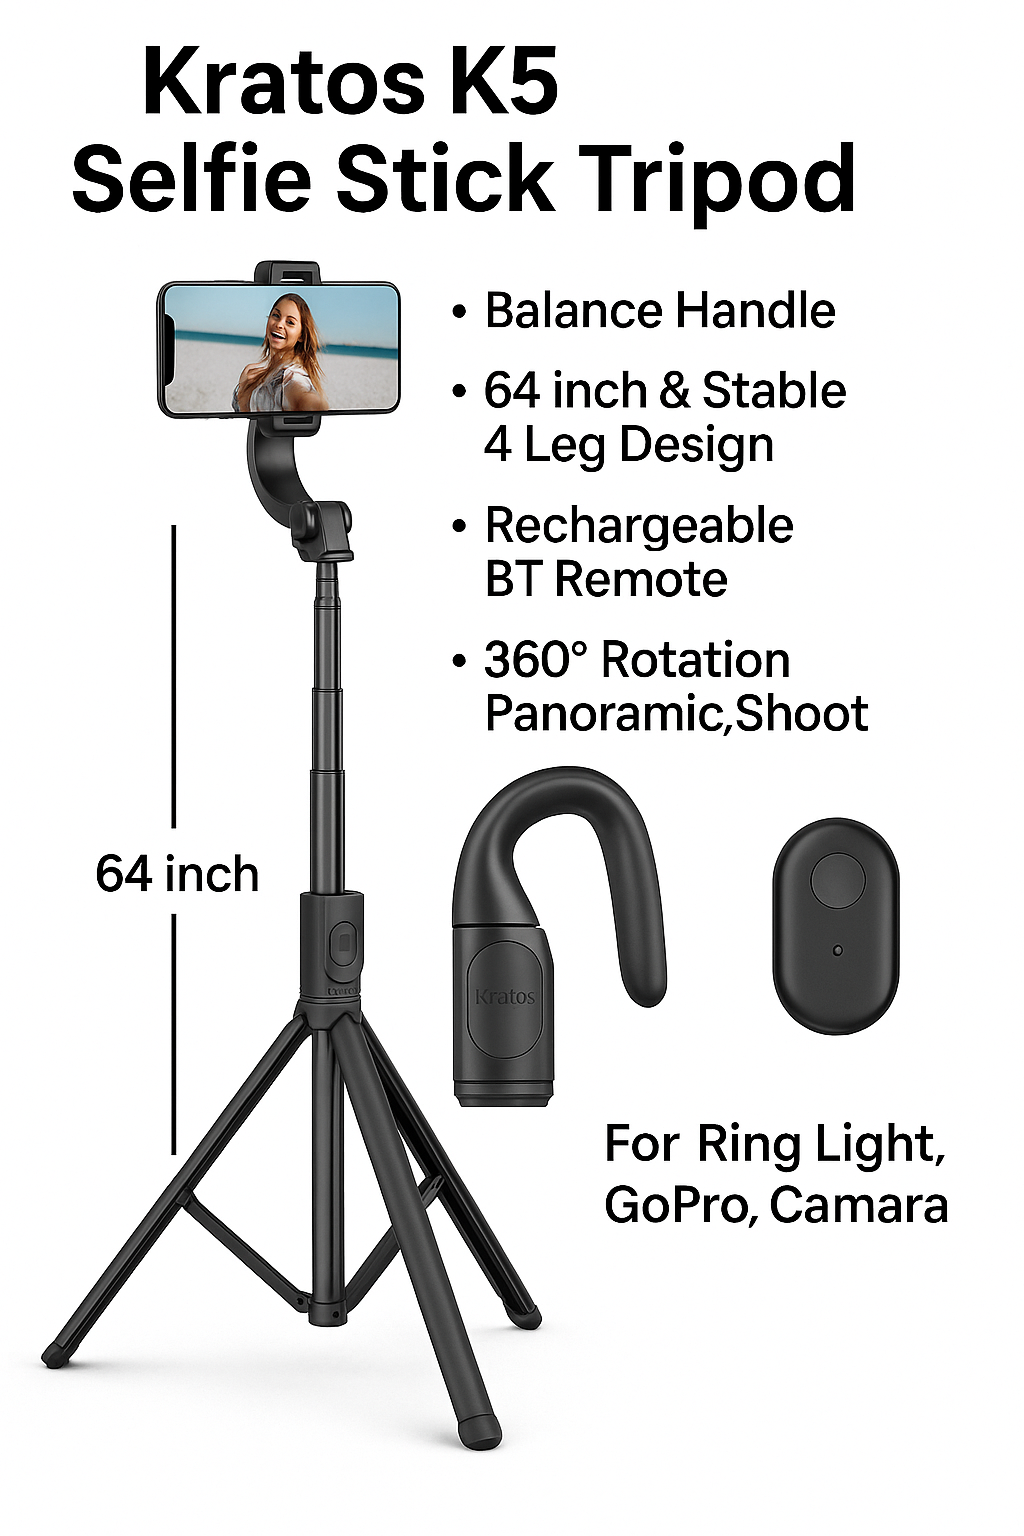 Kratos K5
Selfie Stick Tripod
• Balance Handle
• 64 inch & Stable
4 Leg Design
• Rechargeable
BT Remote
• 360° Rotation
Panoramic,Shoot
64 inch
Kratos
For Ring Light,
GoPro, Camara